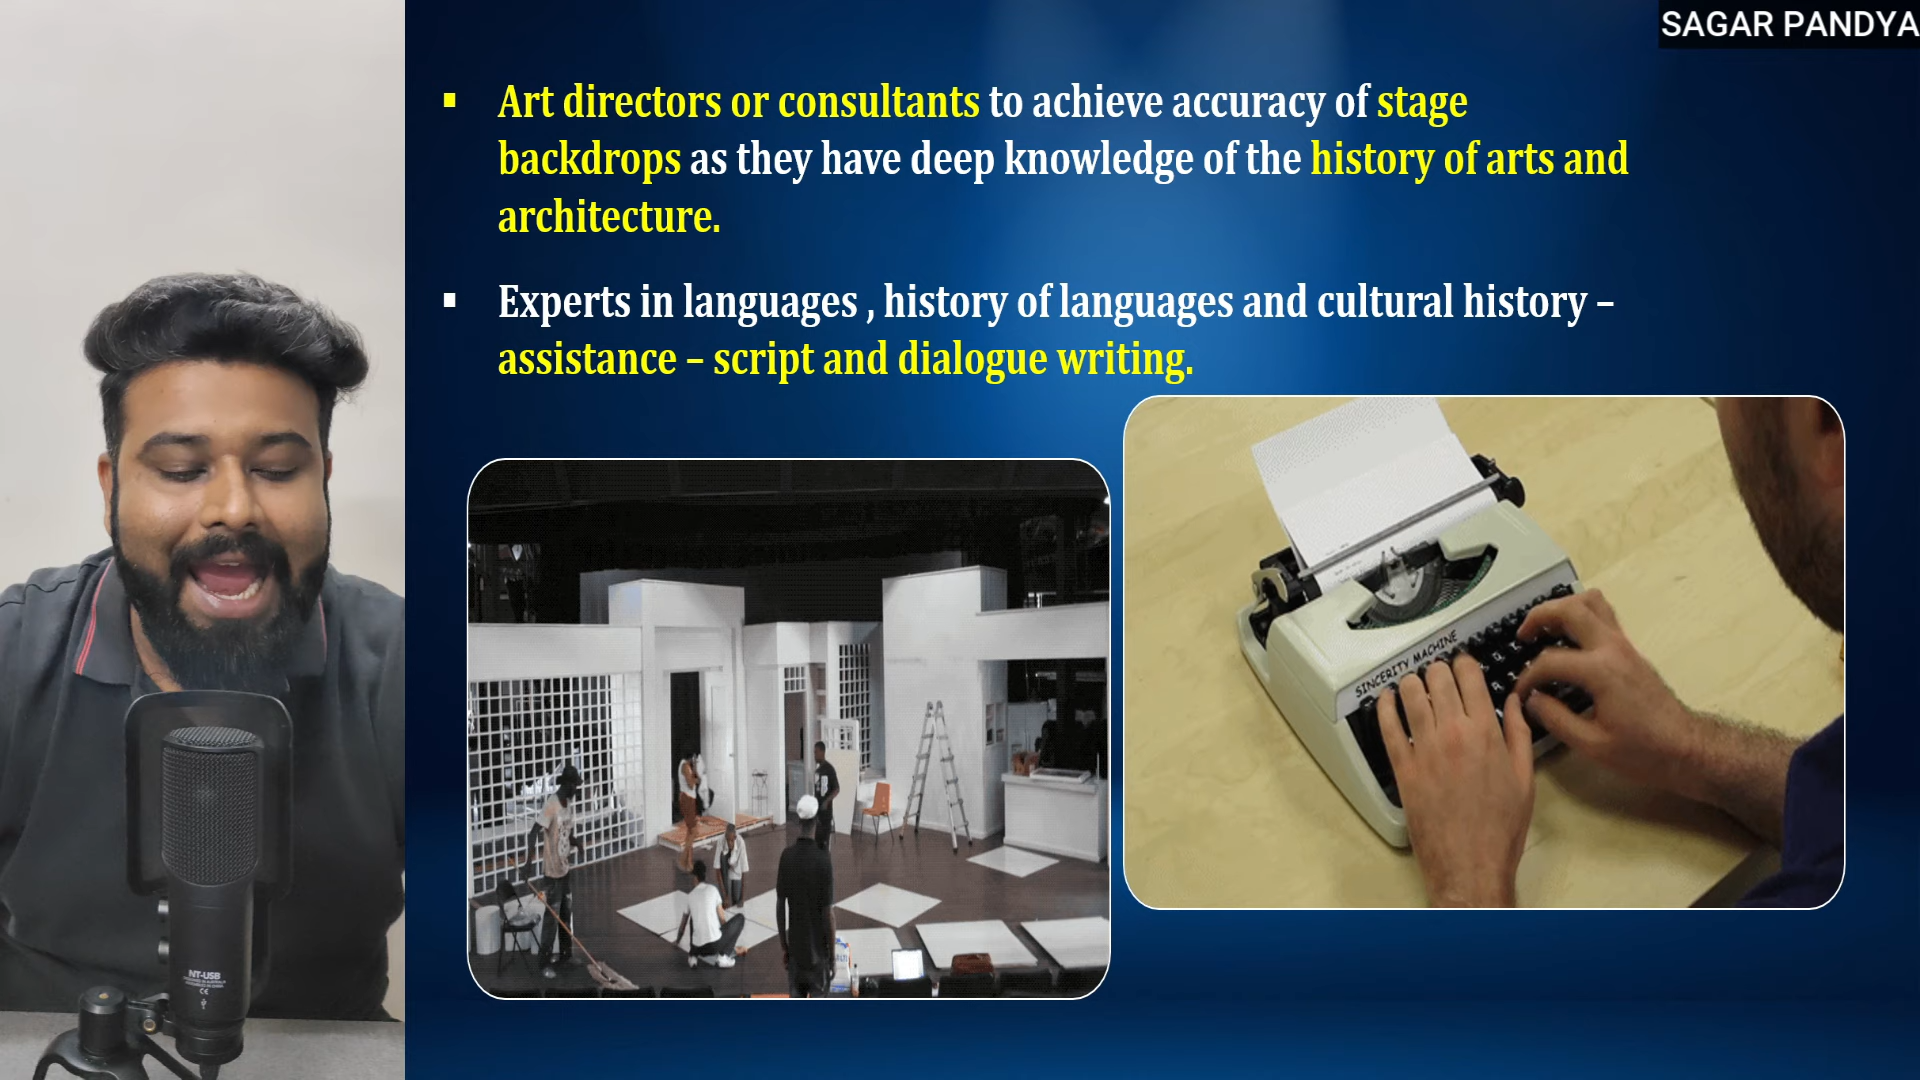 SAGAR PANDYA
▪ Art directors or consultants to achieve accuracy of stage
backdrops as they have deep knowledge of the history of arts and
architecture.
▪ Experts in languages , history of languages and cultural history –
assistance – script and dialogue writing.
SINCERITY MACHINE
NT-USB